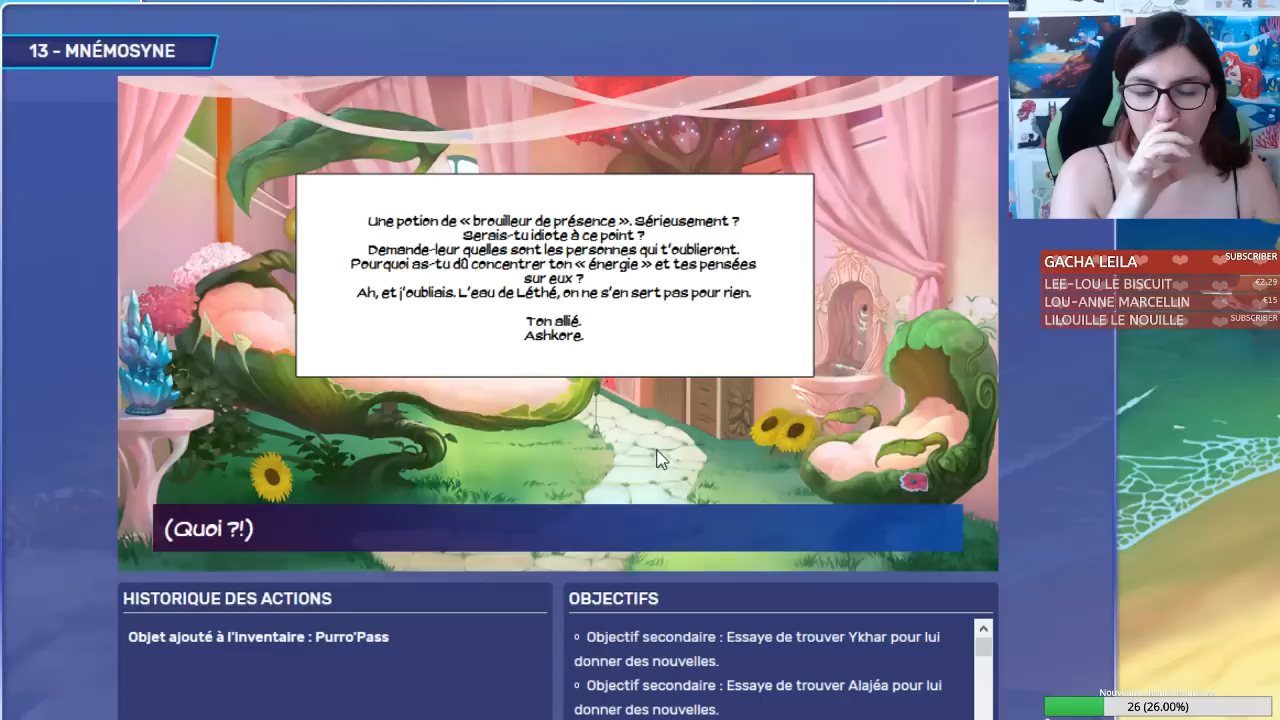 13 - MNÉMOSYNE
Une potion de « brouilleur de présence ». Sérieusement ?
Serais-tu idiote à ce point ?
Demande-leur quelles sont les personnes qui t'oublieront.
Pourquoi as-tu dû concentrer ton « énergie » et tes pensées
sur eux ?
Ah, et j'oubliais. L'eau de Léthé, on ne s'en sert pas pour rien.
Ton allié.
Ashkore.
(Quoi ?!)
HISTORIQUE DES ACTIONS
Objet ajouté à l'inventaire : Purro'Pass
OBJECTIFS
Objectif secondaire : Essaye de trouver Ykhar pour lui
donner des nouvelles.
Objectif secondaire : Essaye de trouver Alajéa pour lui
donner des nouvelles.
GACHA LEILA SUBSCRIBER
LEE-LOU LE BISCUIT €2.29
LOU-ANNE MARCELLIN €15
LILOUILLE LE NOUILLE SUBSCRIBER
26 (26.00%)